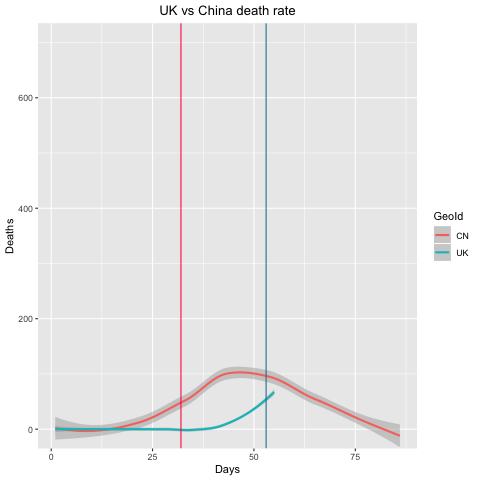 UK vs China death rate
600
400
200
0
Deaths
0 25 50 75
Days
GeoId
CN
UK